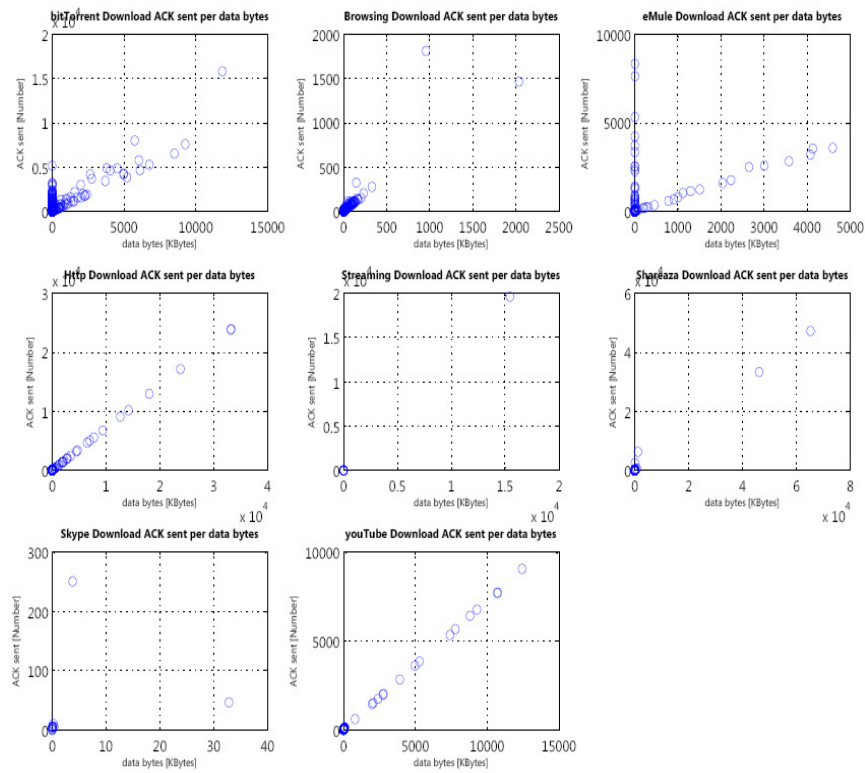 bitTorrent Download ACK sent per data bytes
x 10^4
2
1.5
1
0.5
0
ACK sent [Number]
0 5000 10000 15000
data bytes [KBytes]
Browsing Download ACK sent per data bytes
2000
1500
1000
500
0
ACK sent [Number]
0 500 1000 1500 2000 2500
data bytes [KBytes]
eMule Download ACK sent per data bytes
10000
5000
0
ACK sent [Number]
0 1000 2000 3000 4000 5000
data bytes [KBytes]
Http Download ACK sent per data bytes
x 10^4
3
2
1
0
ACK sent [Number]
0 1 2 3 4
x 10^4
data bytes [KBytes]
Streaming Download ACK sent per data bytes
x 10^4
2
1.5
1
0.5
0
ACK sent [Number]
0 0.5 1 1.5 2
x 10^4
data bytes [KBytes]
Shareaza Download ACK sent per data bytes
x 10^4
6
4
2
0
ACK sent [Number]
0 2 4 6 8
x 10^4
data bytes [KBytes]
Skype Download ACK sent per data bytes
300
200
100
0
ACK sent [Number]
0 10 20 30 40
data bytes [KBytes]
youTube Download ACK sent per data bytes
10000
5000
0
ACK sent [Number]
0 5000 10000 15000
data bytes [KBytes]